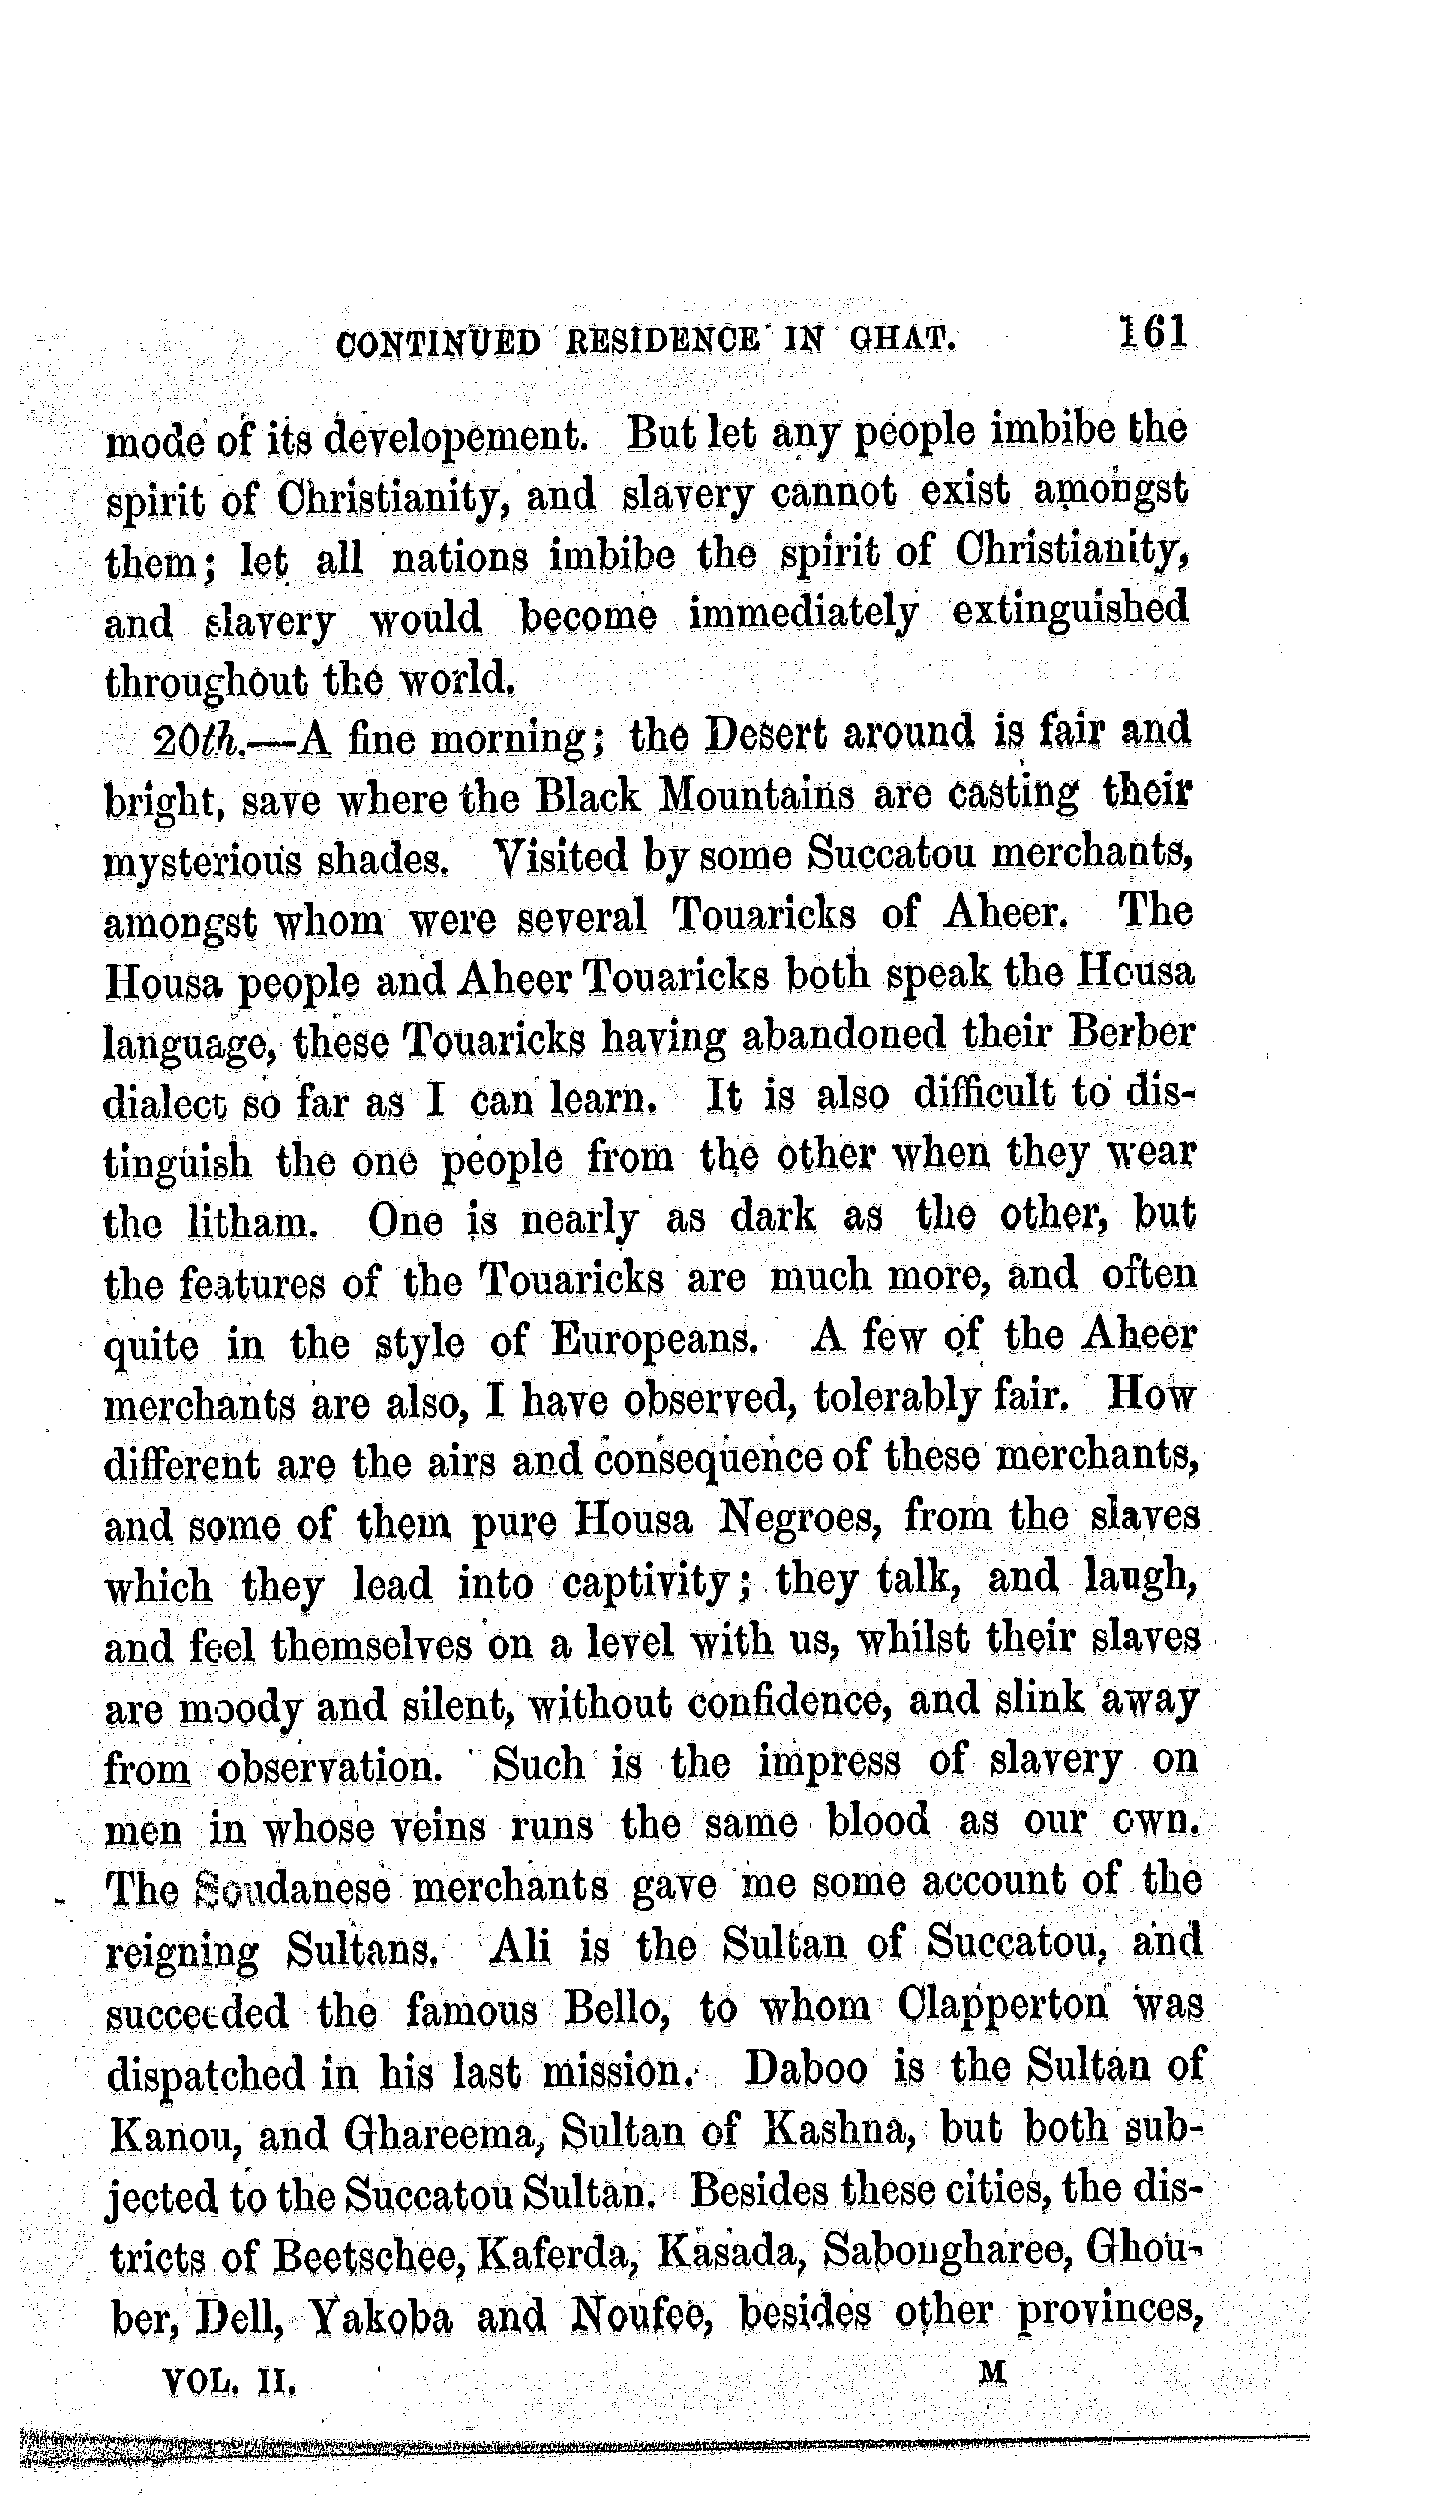 CONTINUED RESIDENCE IN GHAT. 161
mode of its developement. But let any people imbibe the
spirit of Christianity, and slavery cannot exist amongst
them; let all nations imbibe the spirit of Christianity,
and slavery would become immediately extinguished
throughout the world.
20th.—A fine morning; the Desert around is fair and
bright, save where the Black Mountains are casting their
mysterious shades. Visited by some Succatou merchants,
amongst whom were several Touaricks of Aheer. The
Housa people and Aheer Touaricks both speak the Housa
language, these Touaricks having abandoned their Berber
dialect so far as I can learn. It is also difficult to dis-
tinguish the one people from the other when they wear
the litham. One is nearly as dark as the other, but
the features of the Touaricks are much more, and often
quite in the style of Europeans. A few of the Aheer
merchants are also, I have observed, tolerably fair. How
different are the airs and consequence of these merchants,
and some of them pure Housa Negroes, from the slaves
which they lead into captivity; they talk, and laugh,
and feel themselves on a level with us, whilst their slaves
are moody and silent, without confidence, and slink away
from observation. Such is the impress of slavery on
men in whose veins runs the same blood as our own.
The Soudanese merchants gave me some account of the
reigning Sultans. Ali is the Sultan of Succatou, and
succeeded the famous Bello, to whom Clapperton was
dispatched in his last mission. Daboo is the Sultan of
Kanou, and Ghareema, Sultan of Kashna, but both sub-
jected to the Succatou Sultan. Besides these cities, the dis-
tricts of Beetschee, Kaferda, Kasada, Sabougharee, Ghou-
ber, Dell, Yakoba and Noufee, besides other provinces,
VOL. II. M